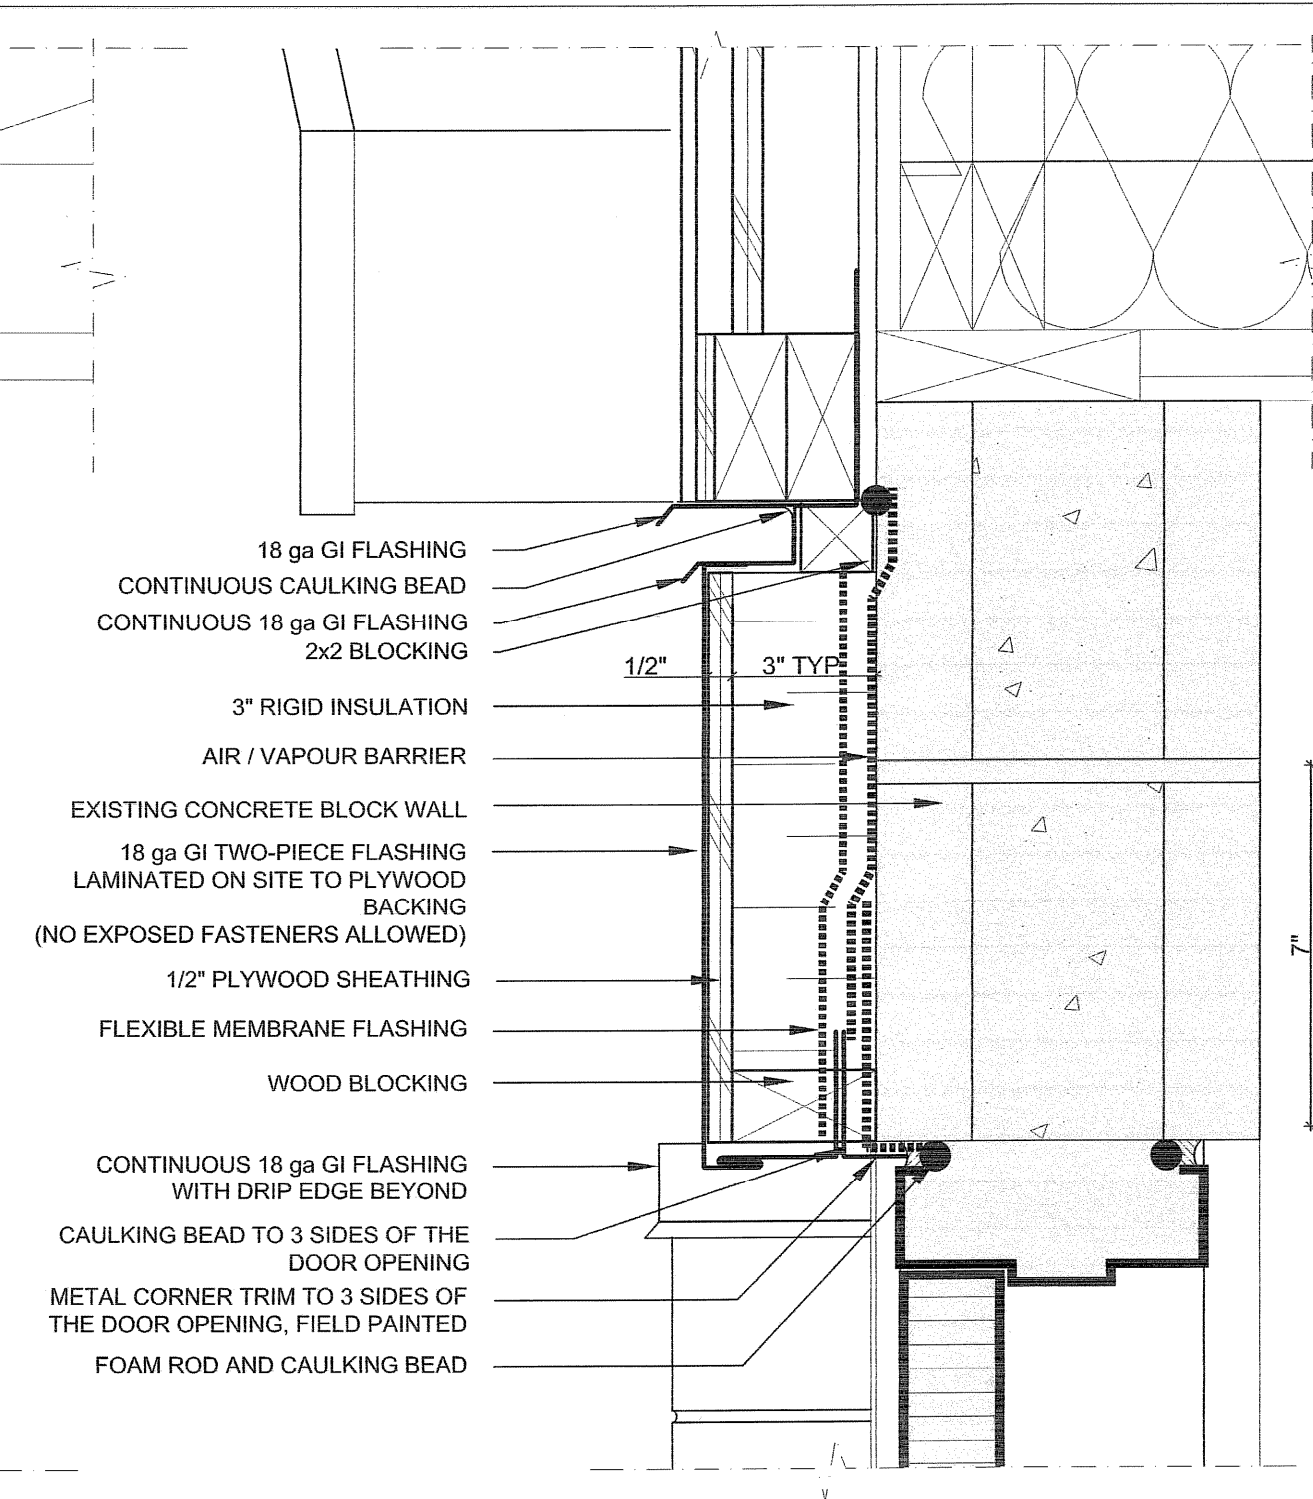 18 ga GI FLASHING
CONTINUOUS CAULKING BEAD
CONTINUOUS 18 ga GI FLASHING
2x2 BLOCKING
1/2" 3" TYP
3" RIGID INSULATION
AIR / VAPOUR BARRIER
EXISTING CONCRETE BLOCK WALL
18 ga GI TWO-PIECE FLASHING
LAMINATED ON SITE TO PLYWOOD
BACKING
(NO EXPOSED FASTENERS ALLOWED)
7"
1/2" PLYWOOD SHEATHING
FLEXIBLE MEMBRANE FLASHING
WOOD BLOCKING
CONTINUOUS 18 ga GI FLASHING
WITH DRIP EDGE BEYOND
CAULKING BEAD TO 3 SIDES OF THE
DOOR OPENING
METAL CORNER TRIM TO 3 SIDES OF
THE DOOR OPENING, FIELD PAINTED
FOAM ROD AND CAULKING BEAD